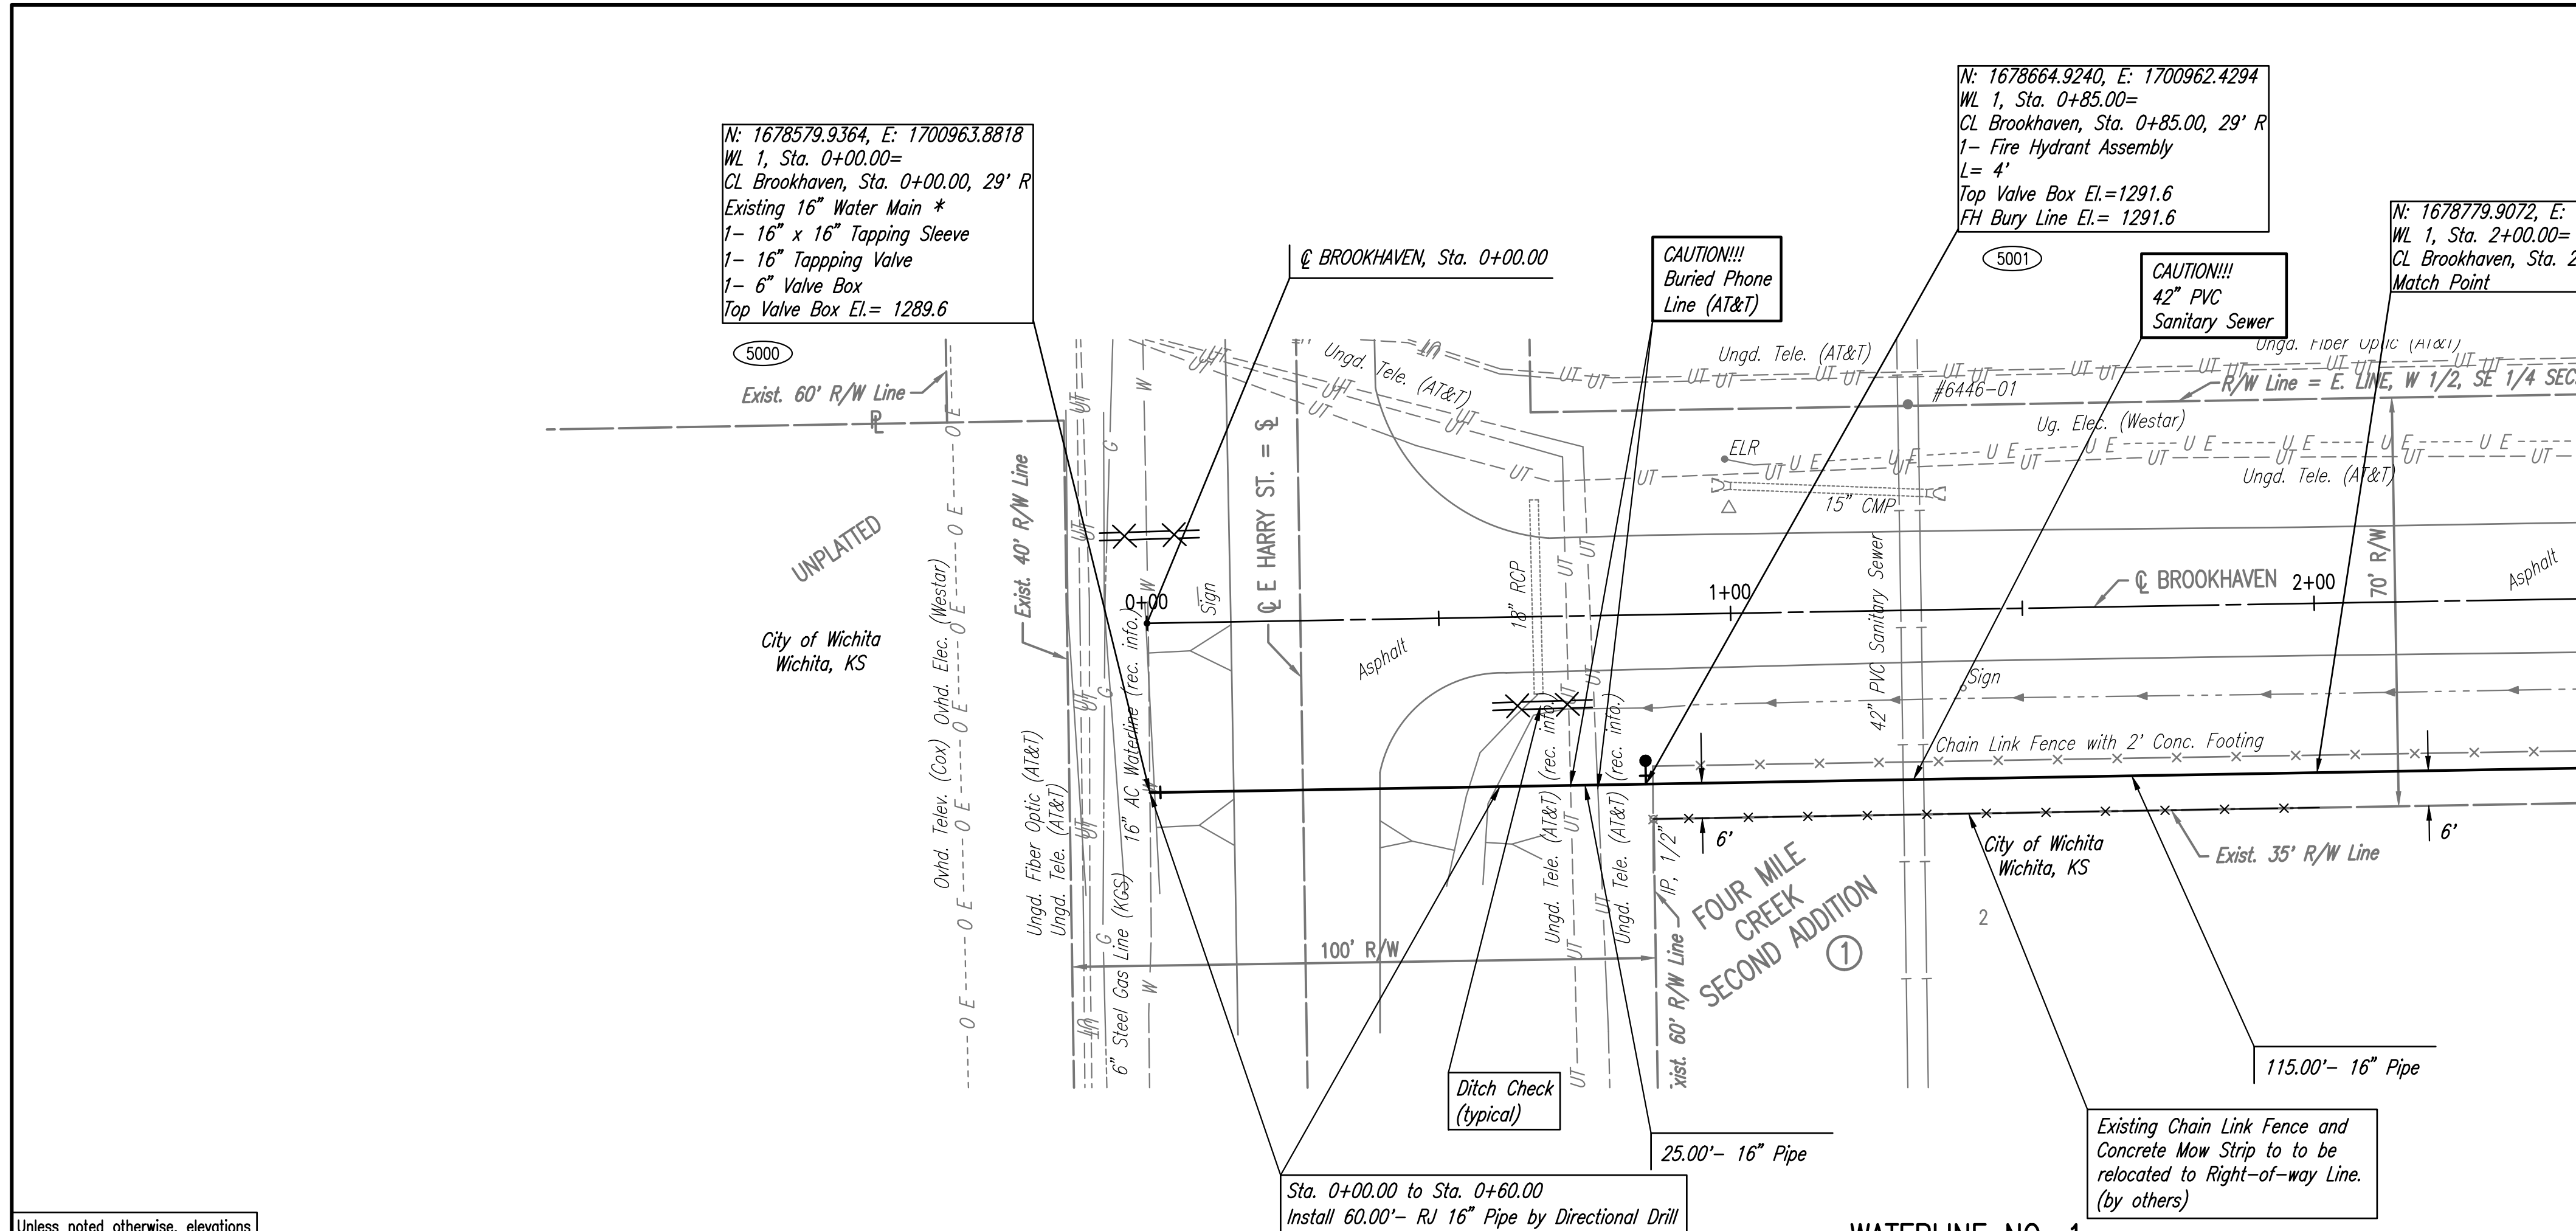 N: 1678579.9364, E: 1700963.8818
WL 1, Sta. 0+00.00=
CL Brookhaven, Sta. 0+00.00, 29' R
Existing 16" Water Main *
1- 16" x 16" Tapping Sleeve
1- 16" Tappping Valve
1- 6" Valve Box
Top Valve Box El.= 1289.6
5000
Exist. 60' R/W Line
PL
UNPLATTED
City of Wichita
Wichita, KS
Ovhd. Telev. (Cox) Ovhd. Elec. (Westar)
Exist. 40' R/W Line
Ungd. Fiber Optic (AT&T)
Ungd. Tele. (AT&T)
6" Steel Gas Line (KGS)
16" AC Waterline (rec. info.)
0+00
Sign
℄ E HARRY ST. = SL
℄ BROOKHAVEN, Sta. 0+00.00
Ungd. Tele. (AT&T)
Asphalt
18" RCP
100' R/W
CAUTION!!!
Buried Phone
Line (AT&T)
N: 1678664.9240, E: 1700962.4294
WL 1, Sta. 0+85.00=
CL Brookhaven, Sta. 0+85.00, 29' R
1- Fire Hydrant Assembly
L= 4'
Top Valve Box El.=1291.6
FH Bury Line El.= 1291.6
5001
CAUTION!!!
42" PVC
Sanitary Sewer
N: 1678779.9072, E:
WL 1, Sta. 2+00.00=
CL Brookhaven, Sta. 2
Match Point
Ungd. Tele. (AT&T)
Ungd. Fiber Optic (AT&T)
#6446-01
R/W Line = E. LINE, W 1/2, SE 1/4 SEC
Ug. Elec. (Westar)
ELR
Ungd. Tele. (AT&T)
15" CMP
1+00
42" PVC Sanitary Sewer
℄ BROOKHAVEN
2+00
70' R/W
Asphalt
Sign
Chain Link Fence with 2' Conc. Footing
Ungd. Tele. (AT&T) (rec. info.)
Ungd. Tele. (AT&T) (rec. info.)
6'
6'
IP, 1/2"
xist. 60' R/W Line
FOUR MILE
CREEK
SECOND ADDITION
1
City of Wichita
Wichita, KS
2
Exist. 35' R/W Line
Ditch Check
(typical)
25.00'- 16" Pipe
115.00'- 16" Pipe
Existing Chain Link Fence and
Concrete Mow Strip to to be
relocated to Right-of-way Line.
(by others)
Sta. 0+00.00 to Sta. 0+60.00
Install 60.00'- RJ 16" Pipe by Directional Drill
Unless noted otherwise, elevations
WATERLINE NO. 1